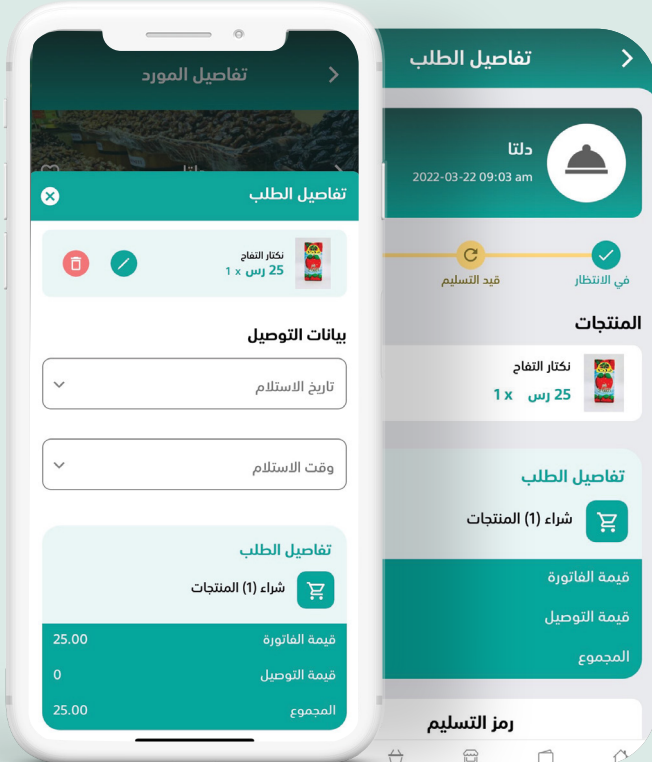 تفاصيل المورد
دلتا
تفاصيل الطلب
نكتار التفاح
25 رس x 1
بيانات التوصيل
تاريخ الاستلام
وقت الاستلام
تفاصيل الطلب
شراء (1) المنتجات
قيمة الفاتورة 25.00
قيمة التوصيل 0
المجموع 25.00
تفاصيل الطلب
دلتا
2022-03-22 09:03 am
في الانتظار
قيد التسليم
المنتجات
نكتار التفاح
25 رس x 1
تفاصيل الطلب
شراء (1) المنتجات
قيمة الفاتورة
قيمة التوصيل
المجموع
رمز التسليم